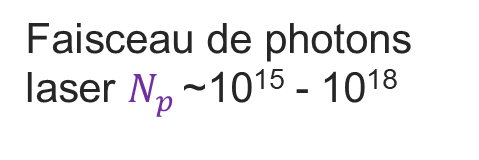 Faisceau de photons
laser Nₚ ~10¹⁵ - 10¹⁸